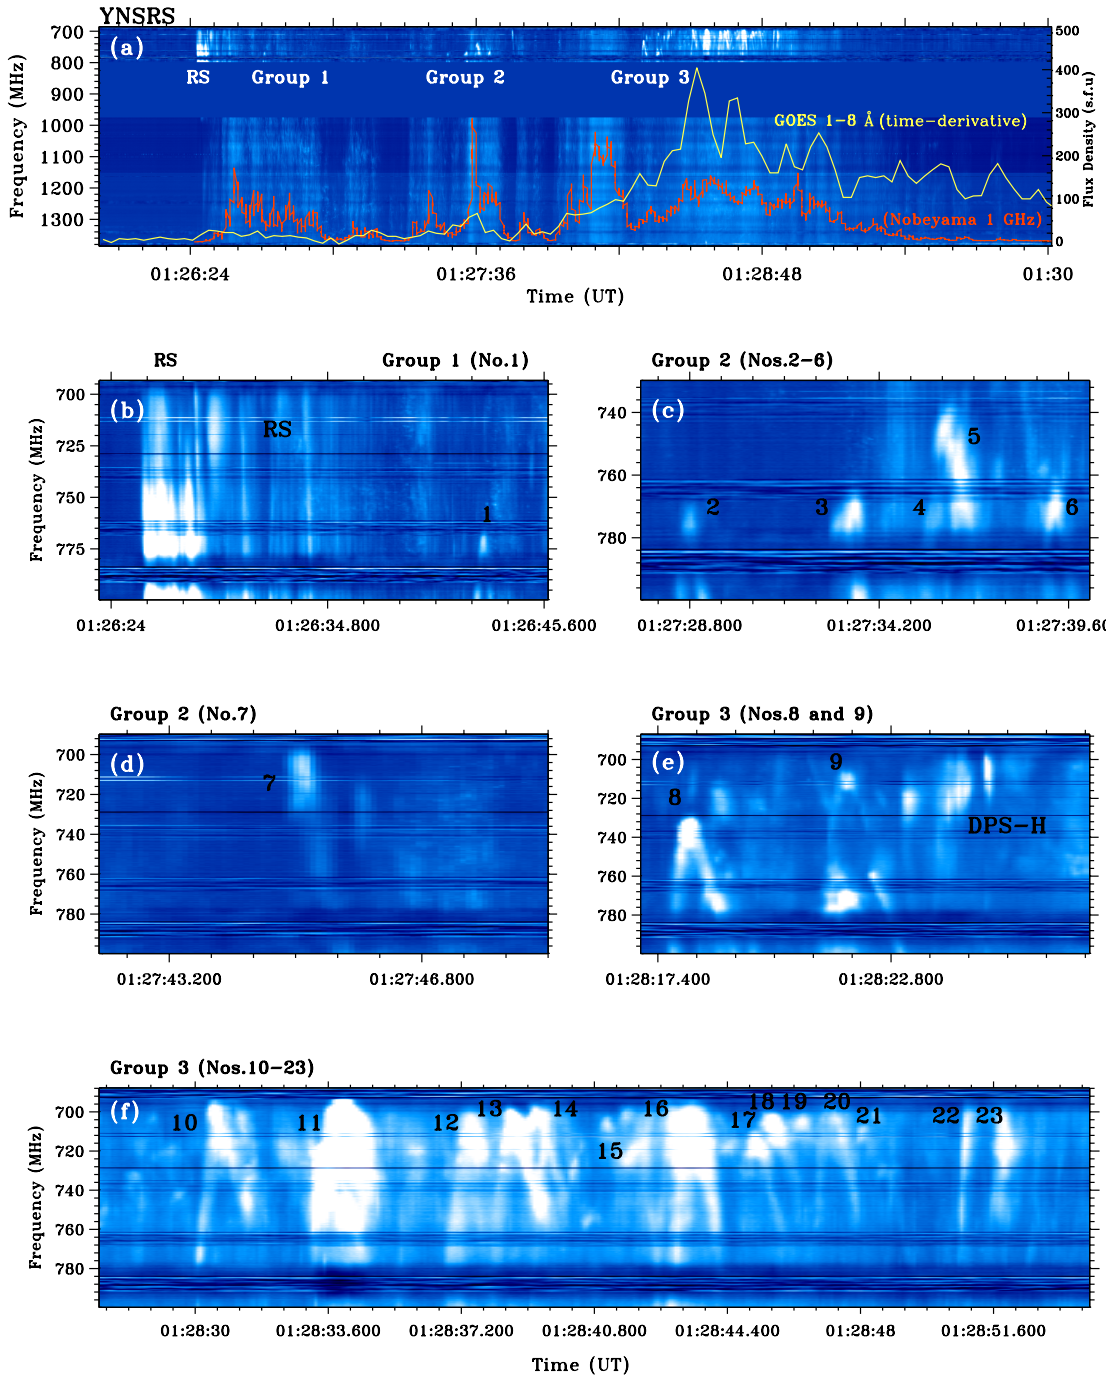 YNSRS
(a)
RS Group 1 Group 2 Group 3
GOES 1-8 Å (time-derivative)
(Nobeyama 1 GHz)
Frequency (MHz)
700
800
900
1000
1100
1200
1300
500
400
300
200
100
0
Flux Density (s.f.u)
01:26:24 01:27:36 01:28:48 01:30
Time (UT)
RS Group 1 (No.1)
(b)
RS
1
Frequency (MHz)
700
725
750
775
01:26:24 01:26:34.800 01:26:45.600
Group 2 (Nos.2-6)
(c)
2 3 4 5 6
740
760
780
01:27:28.800 01:27:34.200 01:27:39.60
Group 2 (No.7)
(d)
7
Frequency (MHz)
700
720
740
760
780
01:27:43.200 01:27:46.800
Group 3 (Nos.8 and 9)
(e)
8 9
DPS-H
700
720
740
760
780
01:28:17.400 01:28:22.800
Group 3 (Nos.10-23)
(f)
10 11 12 13 14 15 16 17 18 19 20 21 22 23
Frequency (MHz)
700
720
740
760
780
01:28:30 01:28:33.600 01:28:37.200 01:28:40.800 01:28:44.400 01:28:48 01:28:51.600
Time (UT)